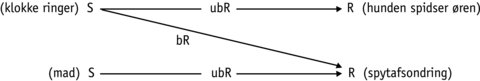 (klokke ringer) S ubR R (hunden spidser øren)
bR
(mad) S ubR R (spytafsondring)